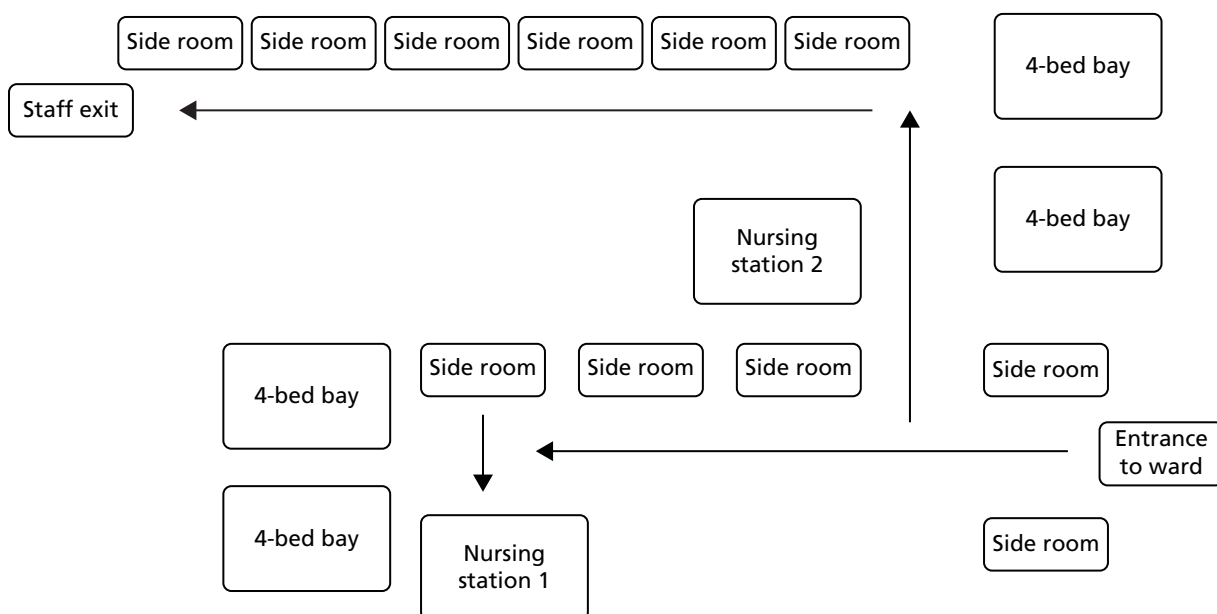 Side room
Side room
Side room
Side room
Side room
Side room
4-bed bay
Staff exit
4-bed bay
Nursing
station 2
4-bed bay
Side room
Side room
Side room
Side room
Entrance
to ward
4-bed bay
Nursing
station 1
Side room